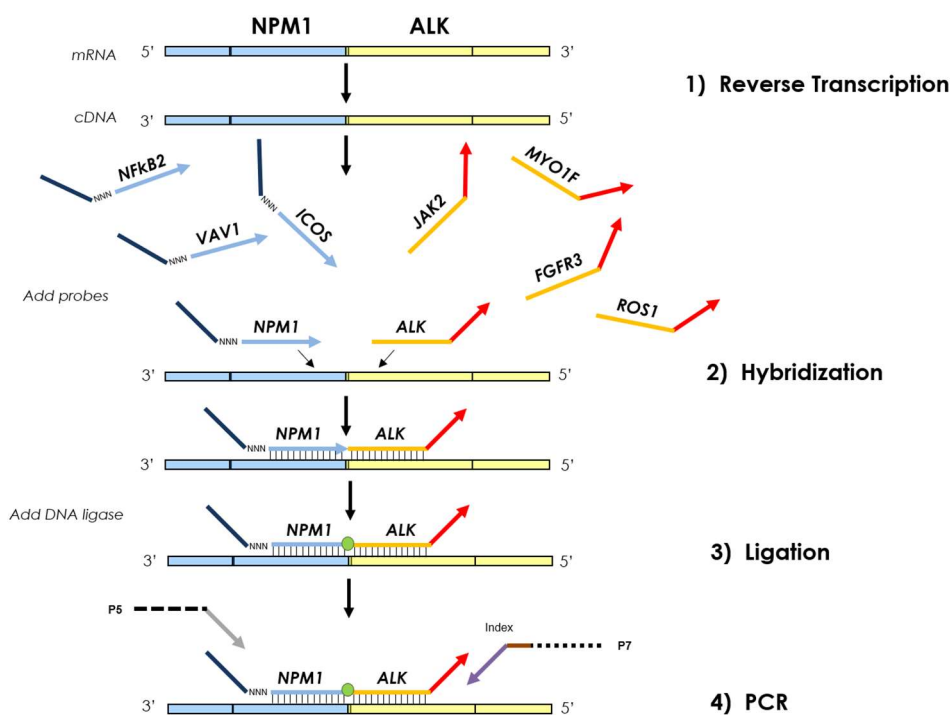 NPM1 ALK
mRNA 5’ 3’
1) Reverse Transcription
cDNA 3’ 5’
NFkB2 NNN
ICOS NNN
JAK2
MYO1F
VAV1 NNN
FGFR3
ROS1
Add probes
NNN NPM1 ALK
3’ 5’
2) Hybridization
NNN NPM1 ALK
3’ 5’
Add DNA ligase
NNN NPM1 ALK
3’ 5’
3) Ligation
P5
Index
P7
NNN NPM1 ALK
3’ 5’
4) PCR